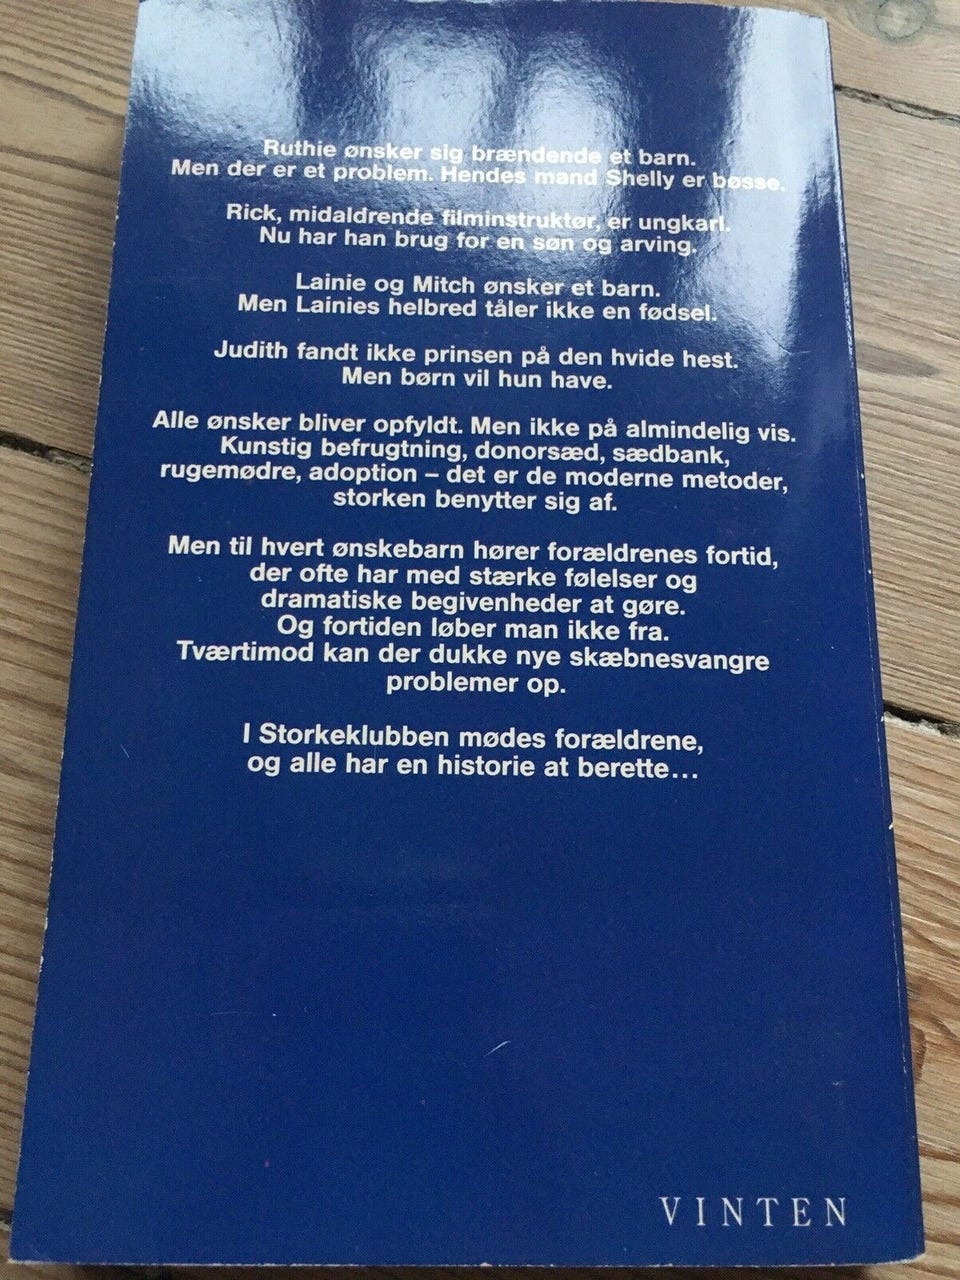 Ruthie ønsker sig brændende et barn.
Men der er et problem. Hendes mand Shelly er bøsse.
Rick, midaldrende filminstruktør, er ungkarl.
Nu har han brug for en søn og arving.
Lainie og Mitch ønsker et barn.
Men Lainies helbred tåler ikke en fødsel.
Judith fandt ikke prinsen på den hvide hest.
Men børn vil hun have.
Alle ønsker bliver opfyldt. Men ikke på almindelig vis.
Kunstig befrugtning, donorsæd, sædbank,
rugemødre, adoption – det er de moderne metoder,
storken benytter sig af.
Men til hvert ønskebarn hører forældrenes fortid,
der ofte har med stærke følelser og
dramatiske begivenheder at gøre.
Og fortiden løber man ikke fra.
Tværtimod kan der dukke nye skæbnesvangre
problemer op.
I Storkeklubben mødes forældrene,
og alle har en historie at berette...
VINTEN